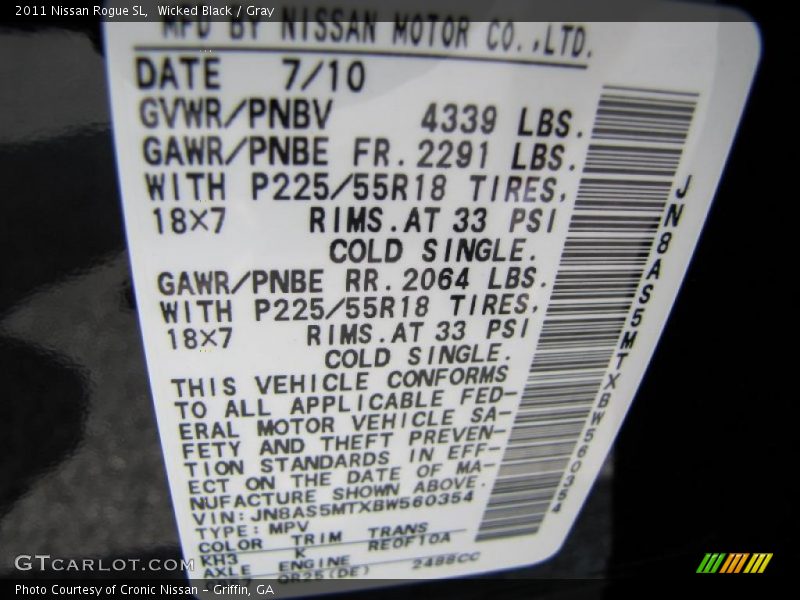 2011 Nissan Rogue SL, Wicked Black / Gray
MFD BY NISSAN MOTOR CO.,LTD.
DATE 7/10
GVWR/PNBV 4339 LBS.
GAWR/PNBE FR. 2291 LBS.
WITH P225/55R18 TIRES,
18×7 RIMS. AT 33 PSI
COLD SINGLE.
GAWR/PNBE RR. 2064 LBS.
WITH P225/55R18 TIRES,
18×7 RIMS. AT 33 PSI
COLD SINGLE.
THIS VEHICLE CONFORMS
TO ALL APPLICABLE FED-
ERAL MOTOR VEHICLE SA-
FETY AND THEFT PREVEN-
TION STANDARDS IN EFF-
ECT ON THE DATE OF MA-
NUFACTURE SHOWN ABOVE.
VIN: JN8AS5MTXBW560354
TYPE: MPV
COLOR TRIM TRANS
KH3 K RE0F10A
AXLE ENGINE
QR25(DE) 2488CC
JN8AS5MTXBW560354
GTCARLOT.COM
Photo Courtesy of Cronic Nissan - Griffin, GA